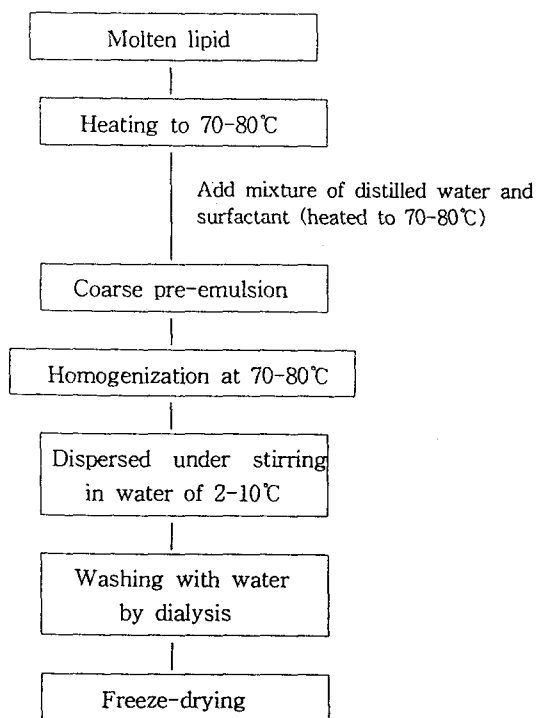 Molten lipid
Heating to 70-80℃
Add mixture of distilled water and
surfactant (heated to 70-80℃)
Coarse pre-emulsion
Homogenization at 70-80℃
Dispersed under stirring
in water of 2-10℃
Washing with water
by dialysis
Freeze-drying